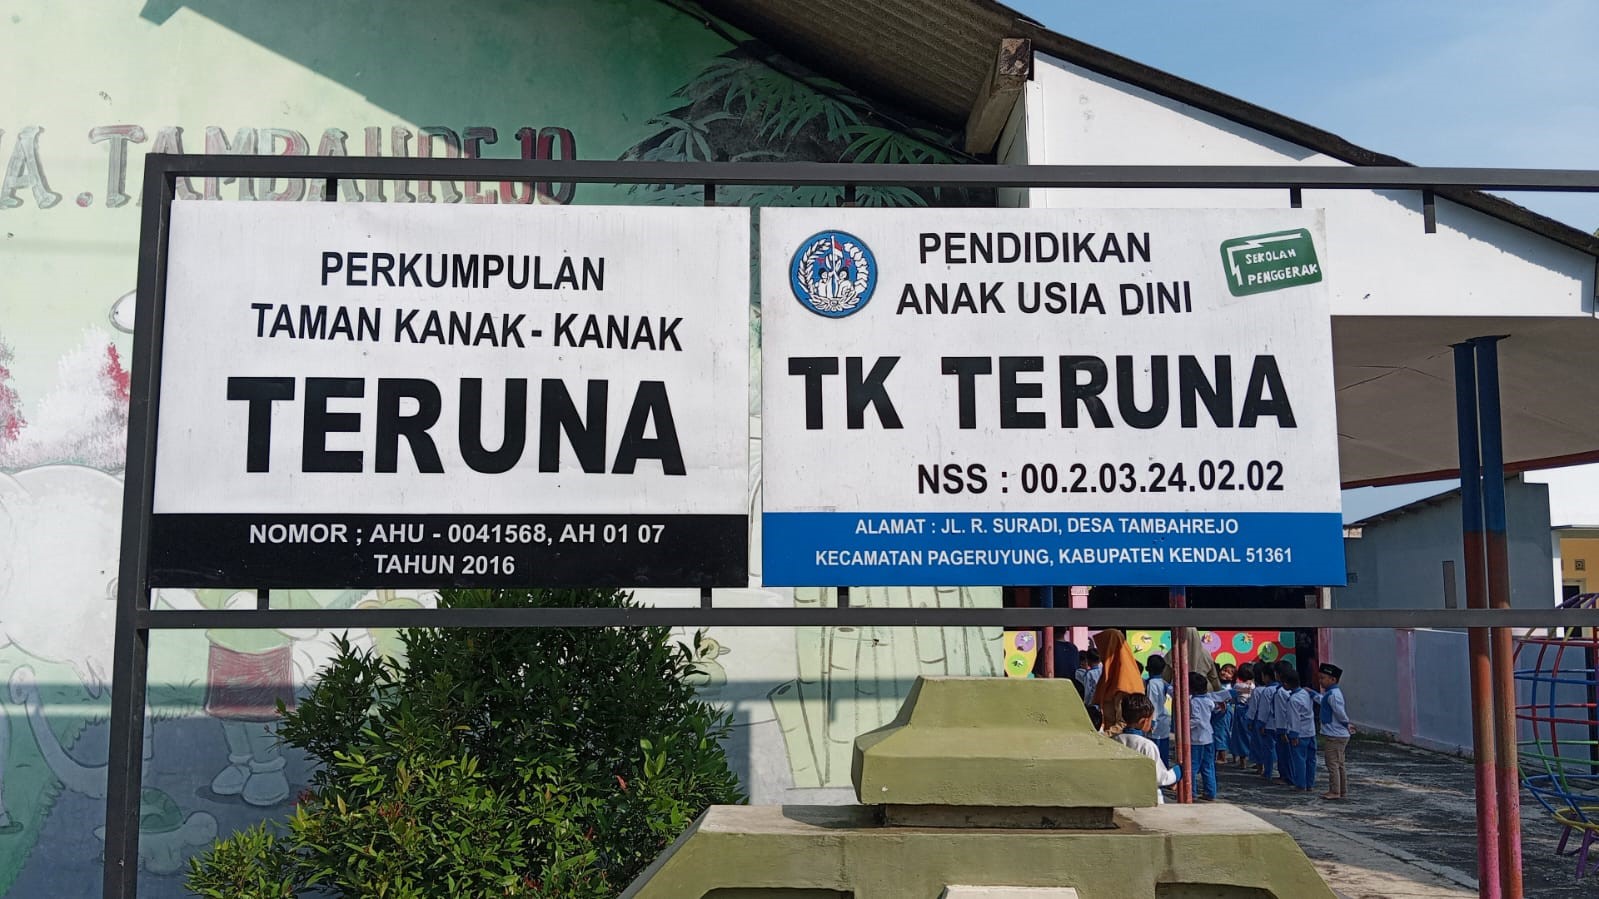 A.TAMBAHREJO
PERKUMPULAN
TAMAN KANAK - KANAK
TERUNA
NOMOR ; AHU - 0041568, AH 01 07
TAHUN 2016
PENDIDIKAN
ANAK USIA DINI
SEKOLAH
PENGGERAK
TK TERUNA
NSS : 00.2.03.24.02.02
ALAMAT : JL. R. SURADI, DESA TAMBAHREJO
KECAMATAN PAGERUYUNG, KABUPATEN KENDAL 51361